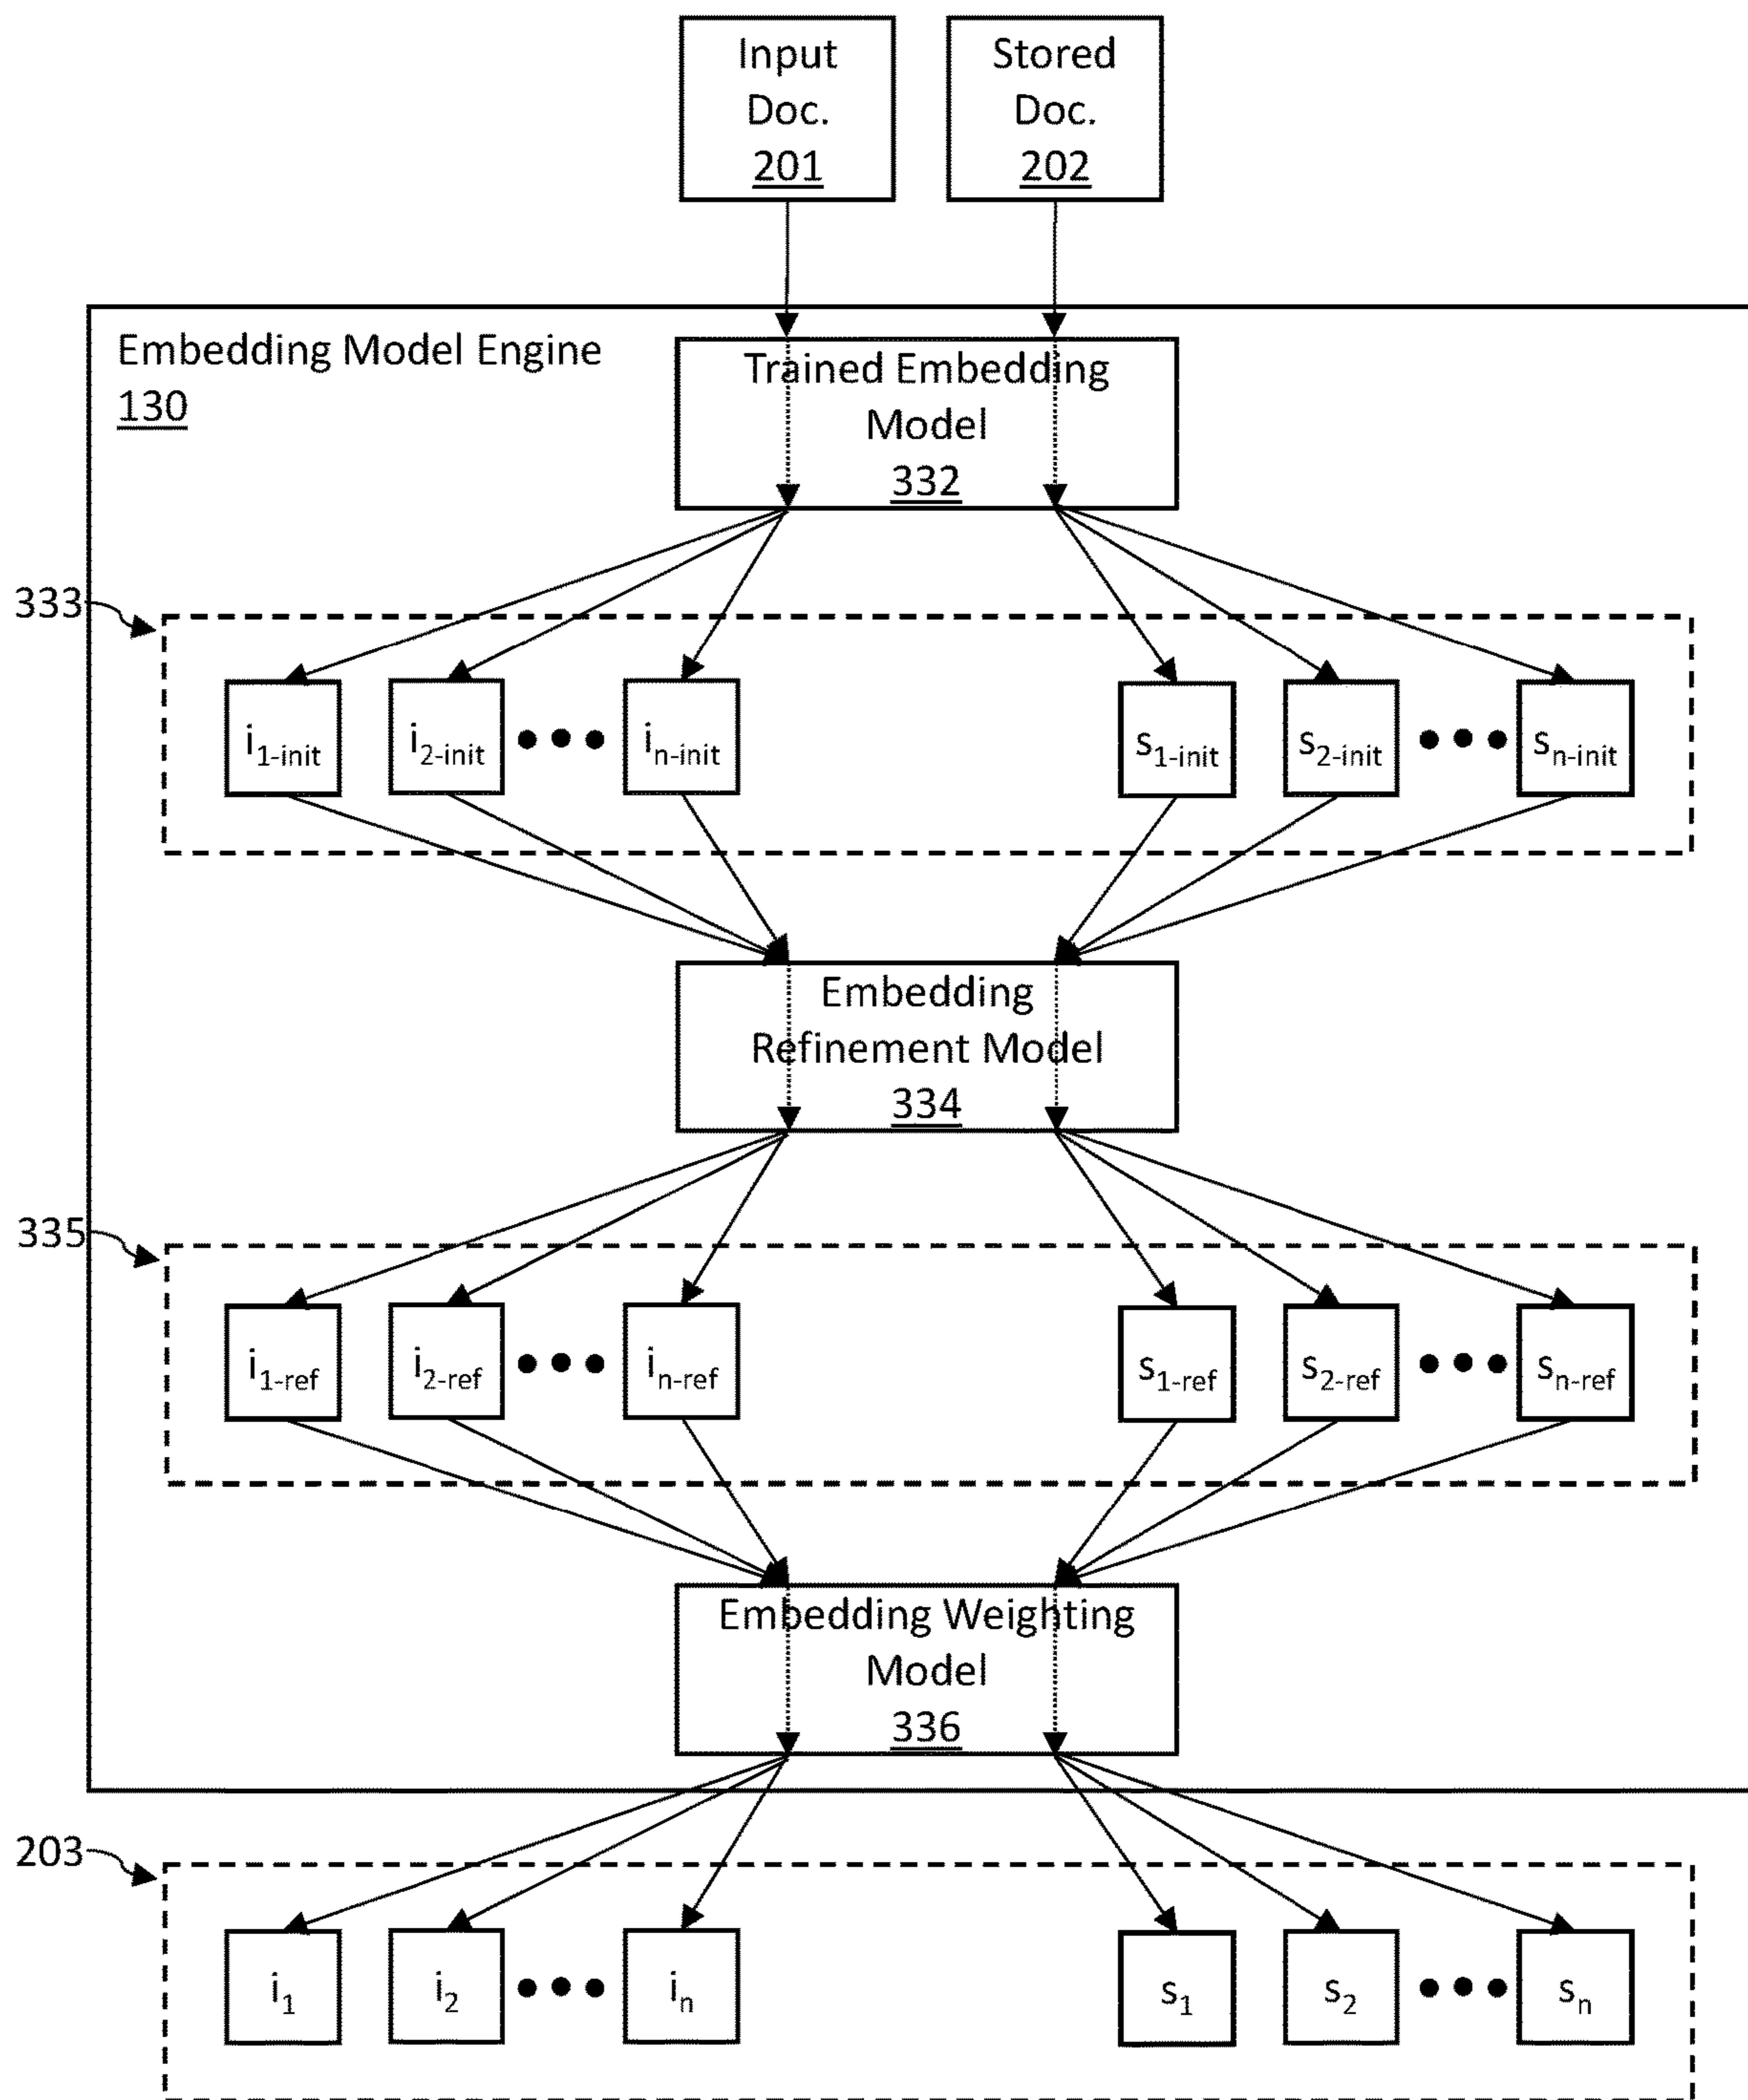 Input
Doc.
201
Stored
Doc.
202
Embedding Model Engine
130
Trained Embedding
Model
332
333
i1-init
i2-init
in-init
s1-init
s2-init
sn-init
Embedding
Refinement Model
334
335
i1-ref
i2-ref
in-ref
s1-ref
s2-ref
sn-ref
Embedding Weighting
Model
336
203
i1
i2
in
s1
s2
sn